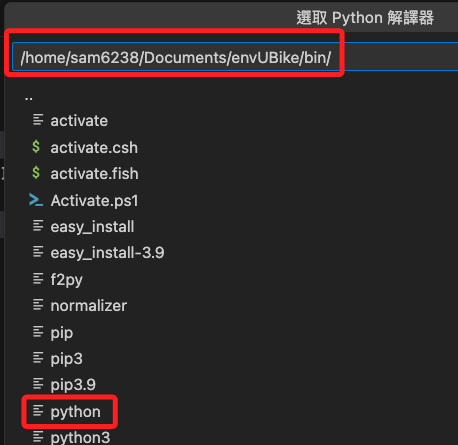 選取 Python 解譯器
/home/sam6238/Documents/envUBike/bin/
..
activate
$ activate.csh
$ activate.fish
Activate.ps1
easy_install
easy_install-3.9
f2py
normalizer
pip
pip3
pip3.9
python
python3